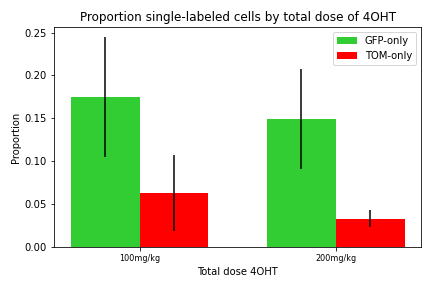 Proportion single-labeled cells by total dose of 4OHT
GFP-only
TOM-only
Proportion
0.25
0.20
0.15
0.10
0.05
0.00
100mg/kg
200mg/kg
Total dose 4OHT